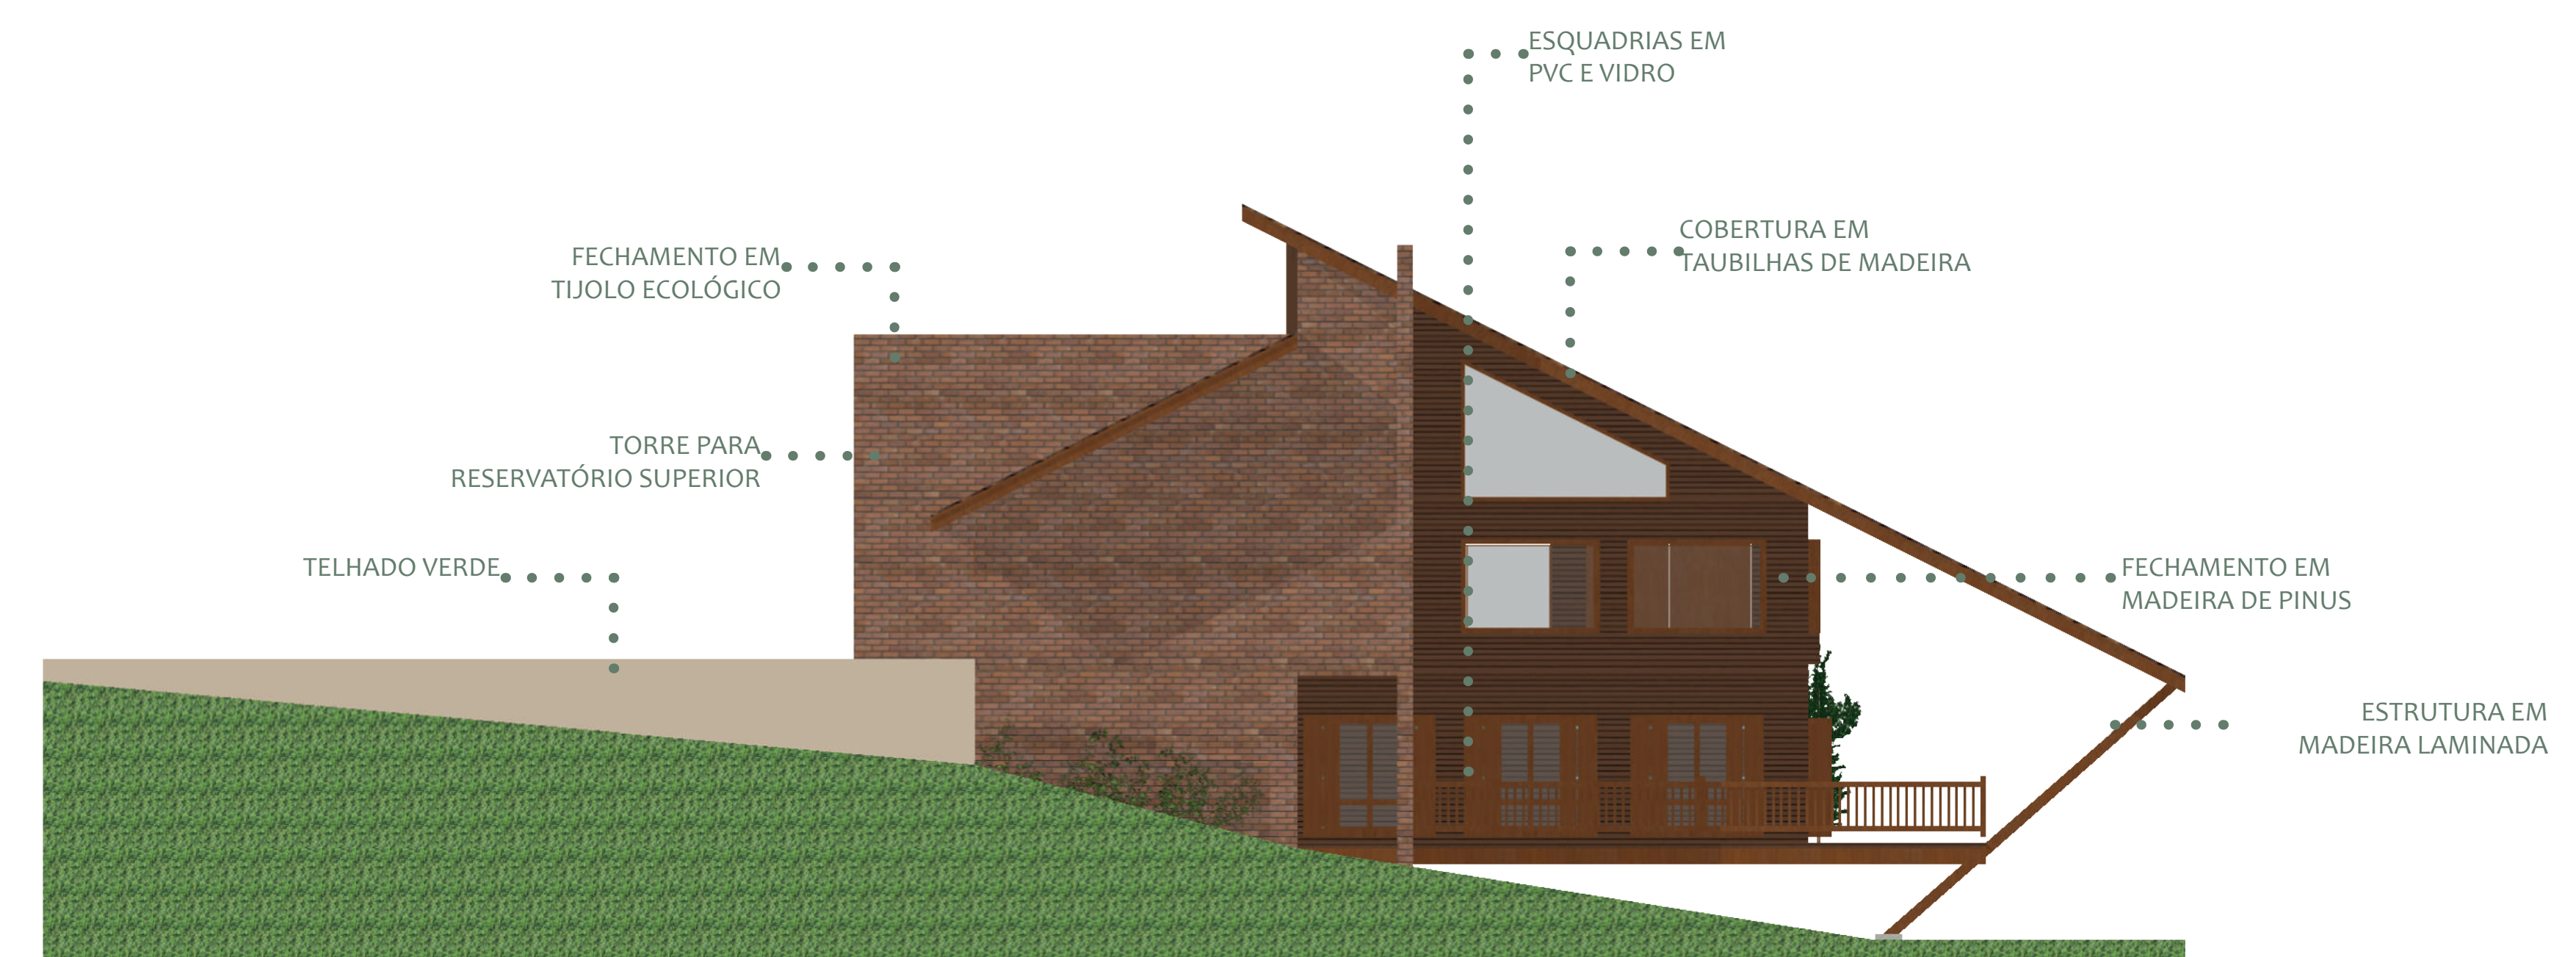 ESQUADRIAS EM
PVC E VIDRO
COBERTURA EM
TAUBILHAS DE MADEIRA
FECHAMENTO EM
TIJOLO ECOLÓGICO
TORRE PARA
RESERVATÓRIO SUPERIOR
TELHADO VERDE
FECHAMENTO EM
MADEIRA DE PINUS
ESTRUTURA EM
MADEIRA LAMINADA